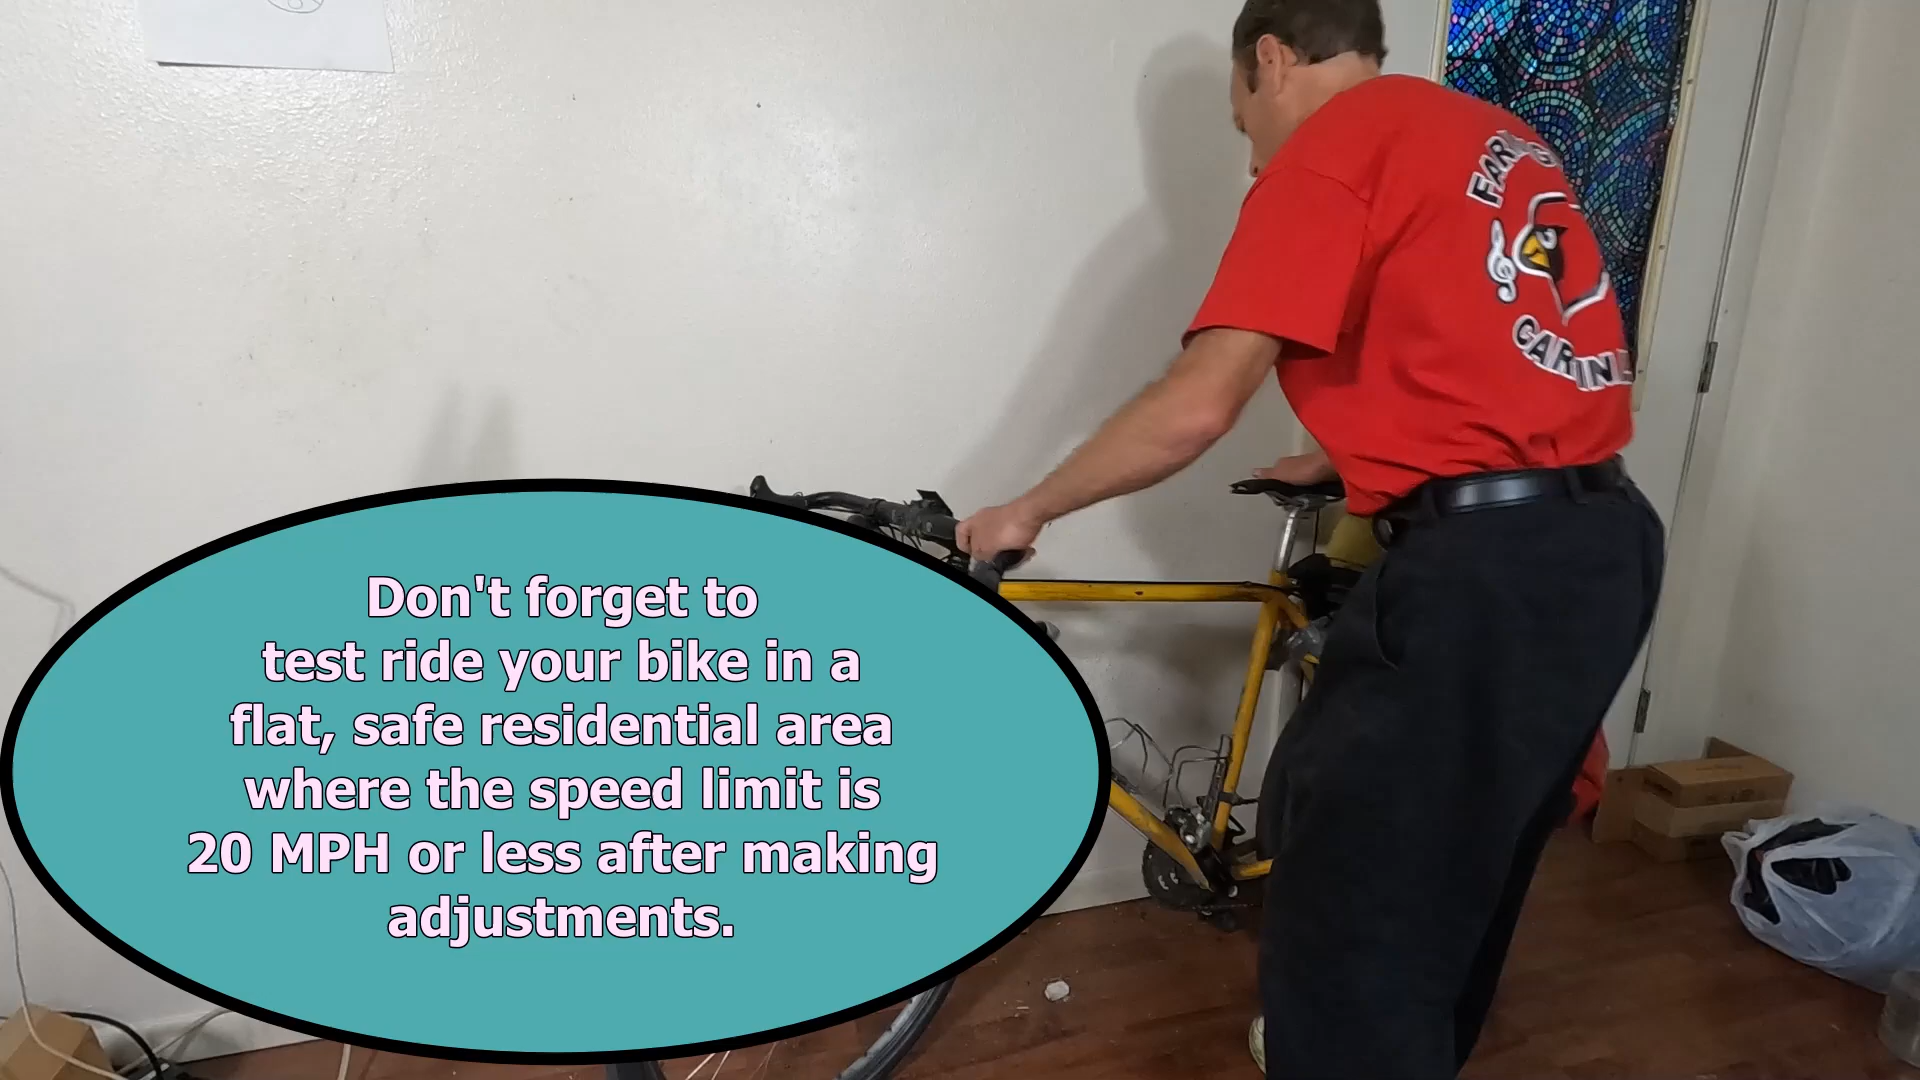 Don't forget to
test ride your bike in a
flat, safe residential area
where the speed limit is
20 MPH or less after making
adjustments.